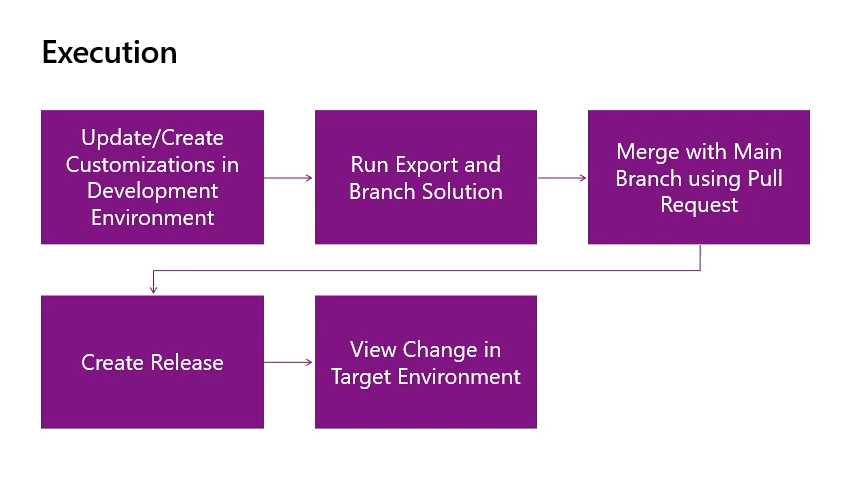 Execution
Update/Create
Customizations in
Development
Environment
Run Export and
Branch Solution
Merge with Main
Branch using Pull
Request
Create Release
View Change in
Target Environment